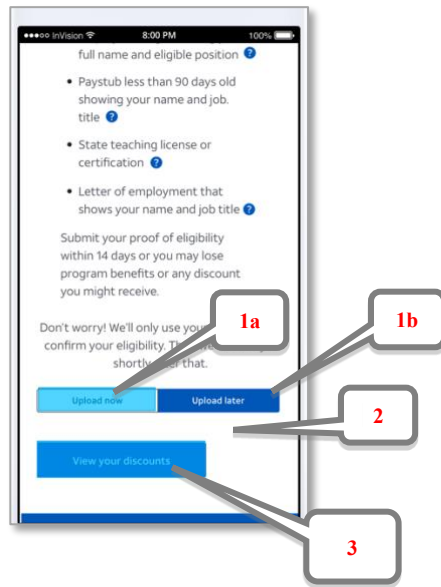 InVision 8:00 PM 100%
full name and eligible position ?
• Paystub less than 90 days old
showing your name and job.
title ?
• State teaching license or
certification ?
• Letter of employment that
shows your name and job title ?
Submit your proof of eligibility
within 14 days or you may lose
program benefits or any discount
you might receive.
1a
1b
Don't worry! We'll only use your
confirm your eligibility.
shortly that.
Upload now Upload later
2
View your discounts
3